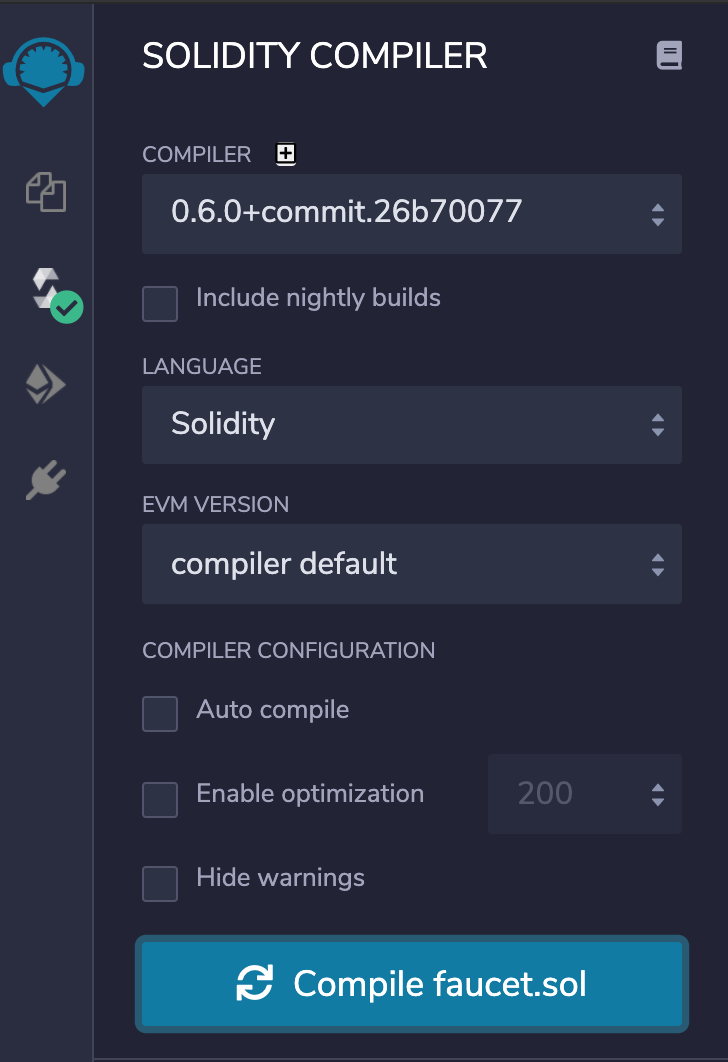 SOLIDITY COMPILER
COMPILER
0.6.0+commit.26b70077
Include nightly builds
LANGUAGE
Solidity
EVM VERSION
compiler default
COMPILER CONFIGURATION
Auto compile
Enable optimization 200
Hide warnings
Compile faucet.sol